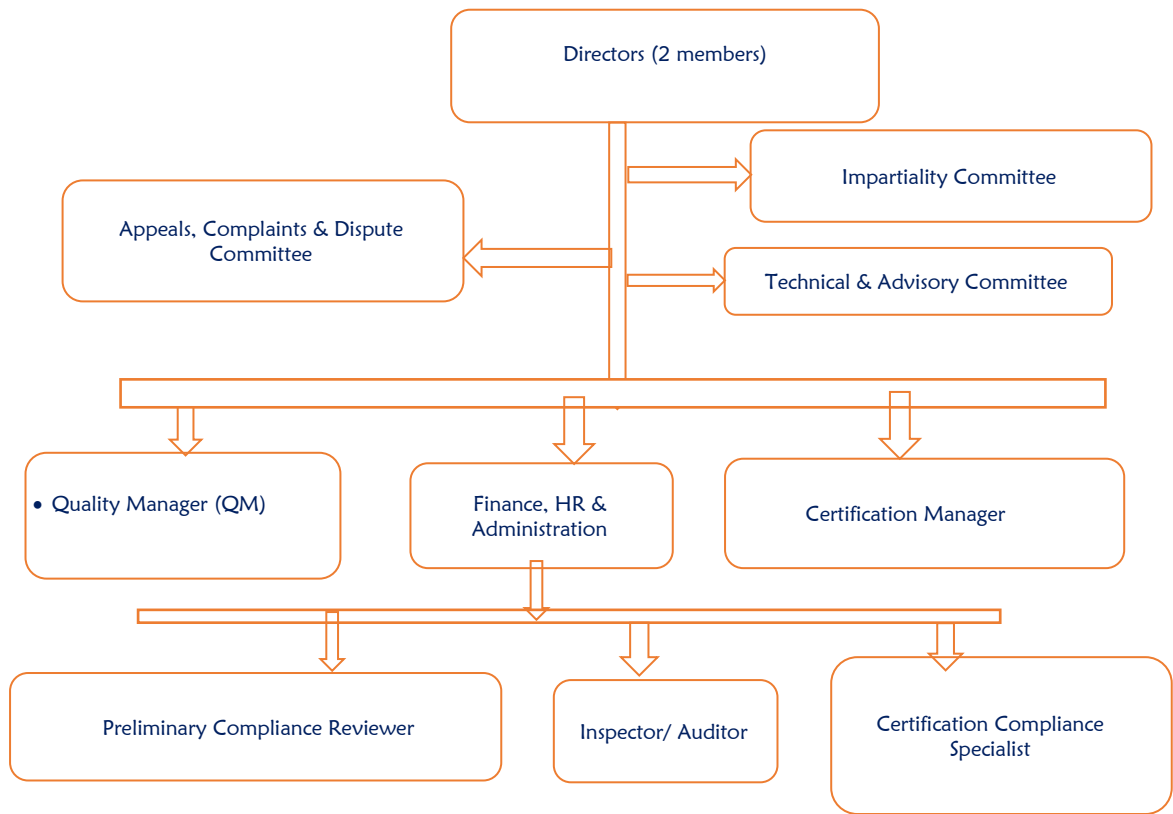 Directors (2 members)
Impartiality Committee
Appeals, Complaints & Dispute
Committee
Technical & Advisory Committee
• Quality Manager (QM)
Finance, HR &
Administration
Certification Manager
Preliminary Compliance Reviewer
Inspector/ Auditor
Certification Compliance
Specialist